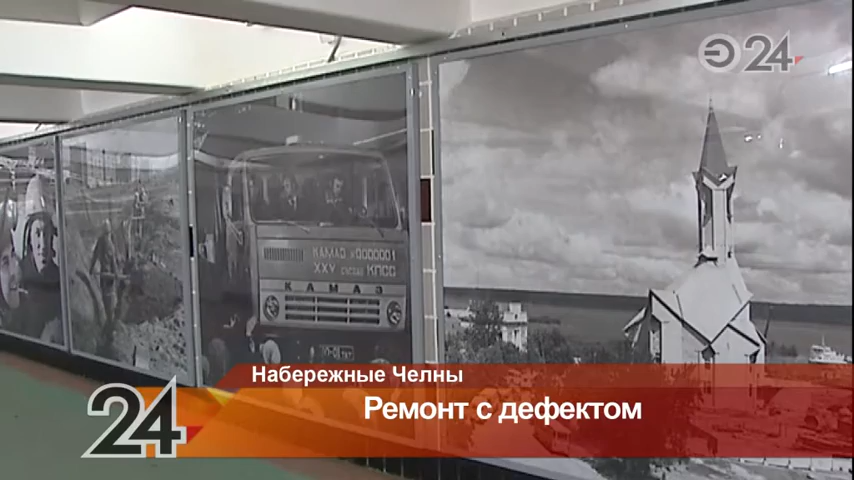 Э24
КАМАЗ №0000001
XXV съезд КПСС
КАМАЗ
Набережные Челны
24
Ремонт с дефектом